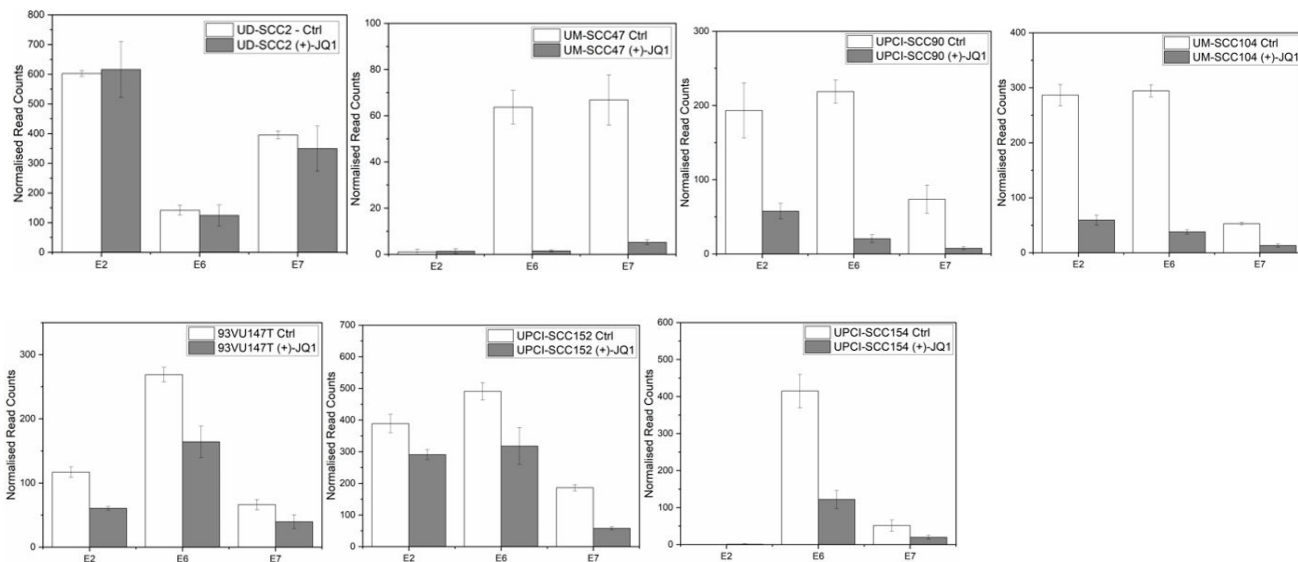 UD-SCC2 - Ctrl
UD-SCC2 (+)-JQ1
Normalised Read Counts
800
700
600
500
400
300
200
100
0
E2 E6 E7
UM-SCC47 Ctrl
UM-SCC47 (+)-JQ1
Normalised Read Counts
100
80
60
40
20
0
E2 E6 E7
UPCI-SCC90 Ctrl
UPCI-SCC90 (+)-JQ1
Normalised Read Counts
300
200
100
0
E2 E6 E7
UM-SCC104 Ctrl
UM-SCC104 (+)-JQ1
Normalised Read Counts
400
300
200
100
0
E2 E6 E7
93VU147T Ctrl
93VU147T (+)-JQ1
Normalised Read Counts
300
200
100
0
E2 E6 E7
UPCI-SCC152 Ctrl
UPCI-SCC152 (+)-JQ1
Normalised Read Counts
700
600
500
400
300
200
100
0
E2 E6 E7
UPCI-SCC154 Ctrl
UPCI-SCC154 (+)-JQ1
Normalised Read Counts
600
500
400
300
200
100
0
E2 E6 E7